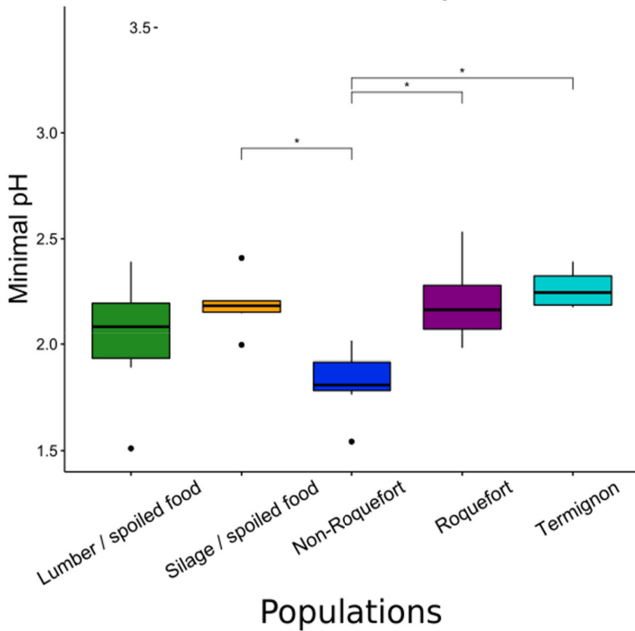 3.5-
3.0
2.5
2.0
1.5
Minimal pH
*
*
*
Lumber / spoiled food
Silage / spoiled food
Non-Roquefort
Roquefort
Termignon
Populations